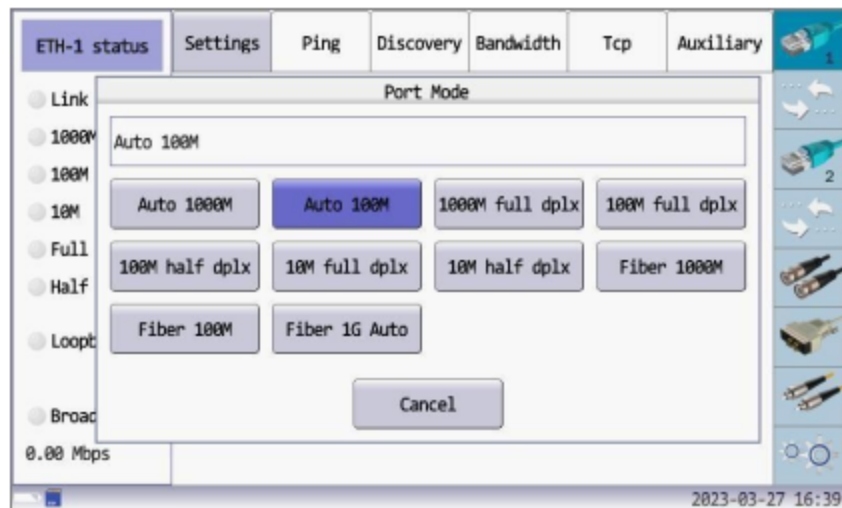 ETH-1 status Settings Ping Discovery Bandwidth Tcp Auxiliary
1
Port Mode
Link
1000M
Auto 100M
100M
2
10M
Auto 1000M Auto 100M 1000M full dplx 100M full dplx
Full
100M half dplx 10M full dplx 10M half dplx Fiber 1000M
Half
Fiber 100M Fiber 1G Auto
Loopb
Cancel
Broad
0.00 Mbps
2023-03-27 16:39